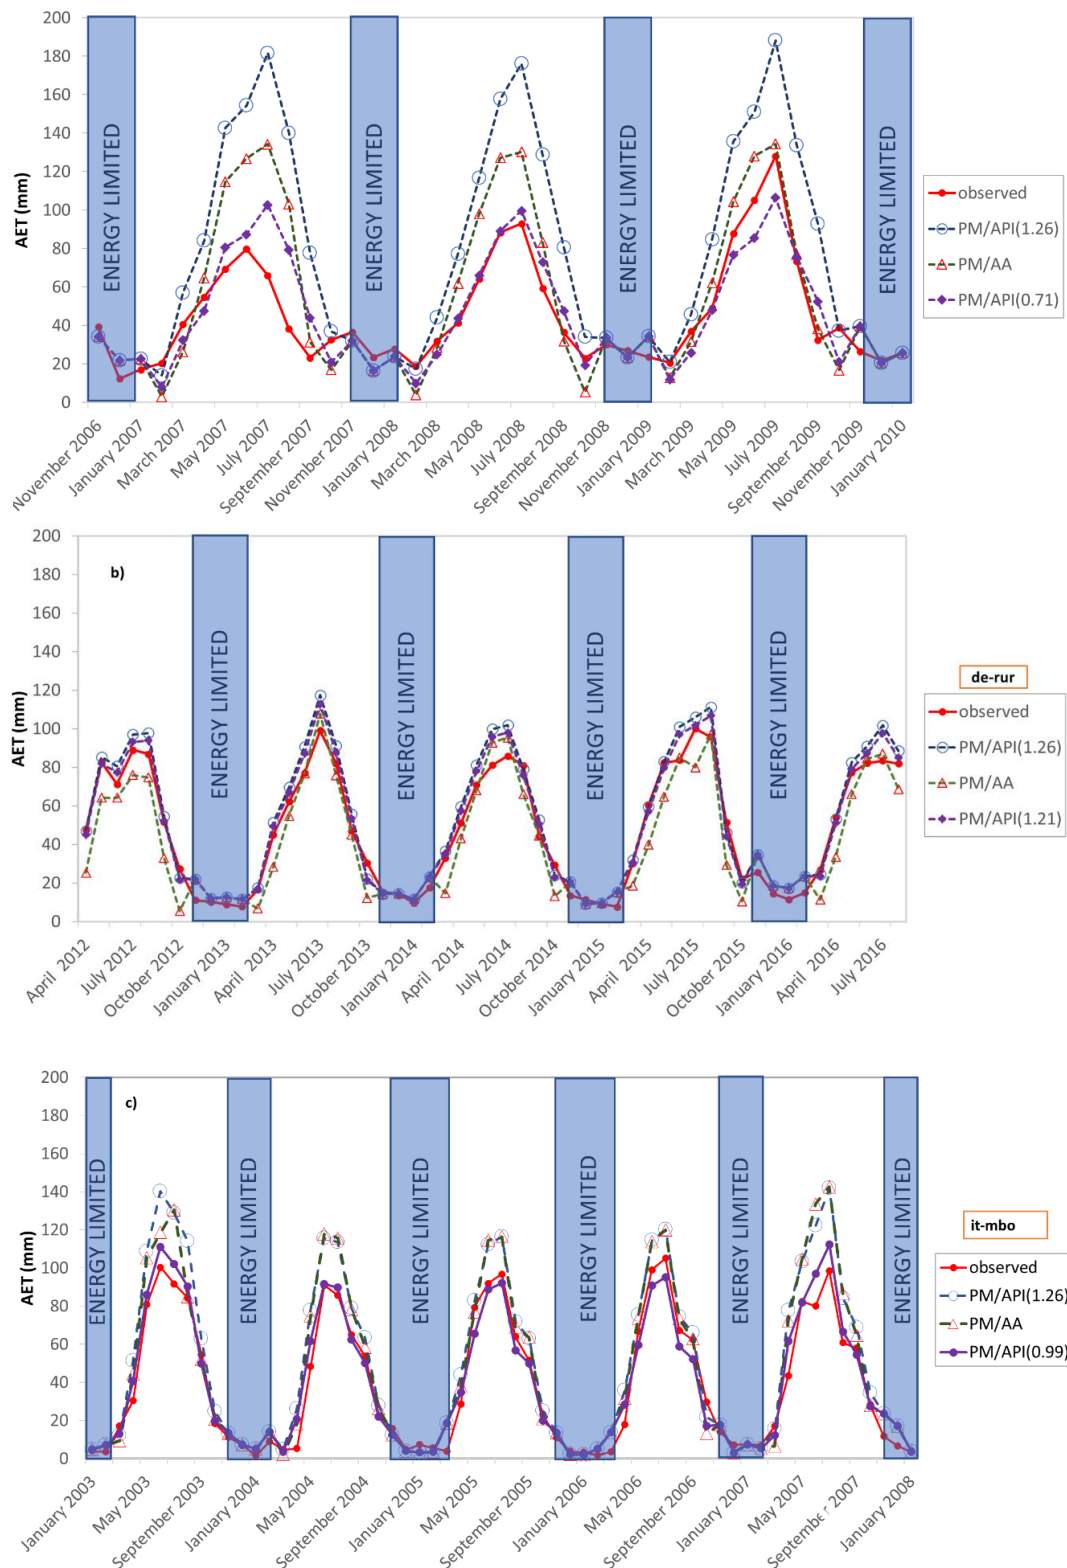 200
180
160
140
120
100
80
60
40
20
0
AET (mm)
ENERGY LIMITED
ENERGY LIMITED
ENERGY LIMITED
ENERGY LIMITED
November 2006
January 2007
March 2007
May 2007
July 2007
September 2007
November 2007
January 2008
March 2008
May 2008
July 2008
September 2008
November 2008
January 2009
March 2009
May 2009
July 2009
September 2009
November 2009
January 2010
observed
PM/API(1.26)
PM/AA
PM/API(0.71)
b)
200
180
160
140
120
100
80
60
40
20
0
AET (mm)
ENERGY LIMITED
ENERGY LIMITED
ENERGY LIMITED
ENERGY LIMITED
April 2012
July 2012
October 2012
January 2013
April 2013
July 2013
October 2013
January 2014
April 2014
July 2014
October 2014
January 2015
April 2015
July 2015
October 2015
January 2016
April 2016
July 2016
de-rur
observed
PM/API(1.26)
PM/AA
PM/API(1.21)
c)
200
180
160
140
120
100
80
60
40
20
0
AET (mm)
ENERGY LIMITED
ENERGY LIMITED
ENERGY LIMITED
ENERGY LIMITED
ENERGY LIMITED
ENERGY LIMITED
January 2003
May 2003
September 2003
January 2004
May 2004
September 2004
January 2005
May 2005
September 2005
January 2006
May 2006
September 2006
January 2007
May 2007
2007
January 2008
it-mbo
observed
PM/API(1.26)
PM/AA
PM/API(0.99)